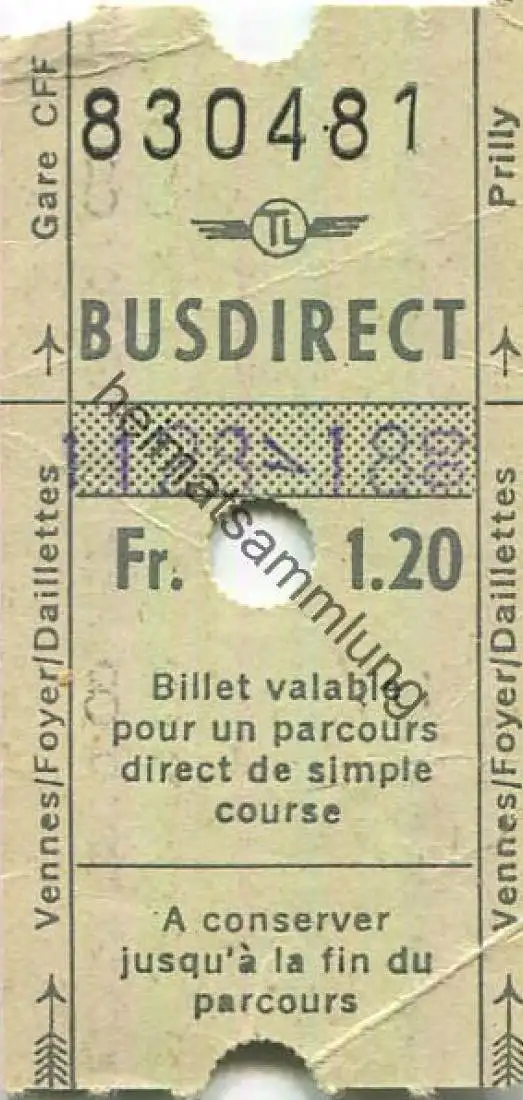 830481
TL
BUSDIRECT
Fr. 1.20
Billet valable
pour un parcours
direct de simple
course
A conserver
jusqu'à la fin du
parcours
Gare CFF
Vennes/Foyer/Daillettes
Prilly
Vennes/Foyer/Daillettes
heimatsammlung